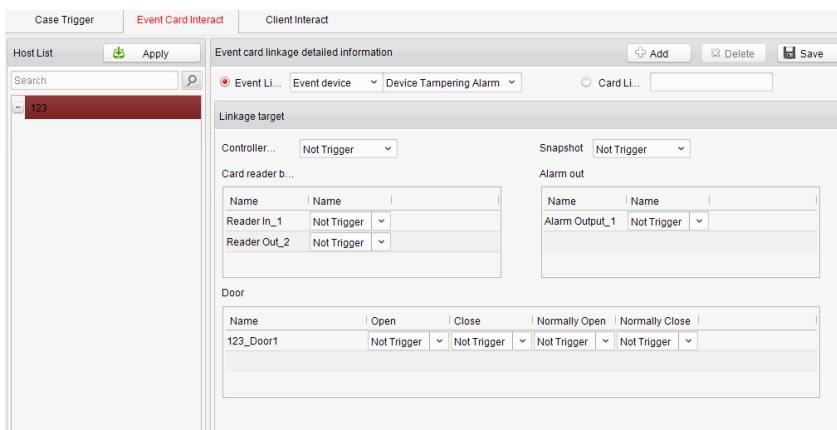 Case Trigger Event Card Interact Client Interact
Host List Apply
Search
123
Event card linkage detailed information Add Delete Save
Event Li... Event device Device Tampering Alarm Card Li...
Linkage target
Controller... Not Trigger Snapshot Not Trigger
Card reader b... Alarm out
Name Name Name Name
Reader In_1 Not Trigger Alarm Output_1 Not Trigger
Reader Out_2 Not Trigger
Door
Name Open Close Normally Open Normally Close
123_Door1 Not Trigger Not Trigger Not Trigger Not Trigger